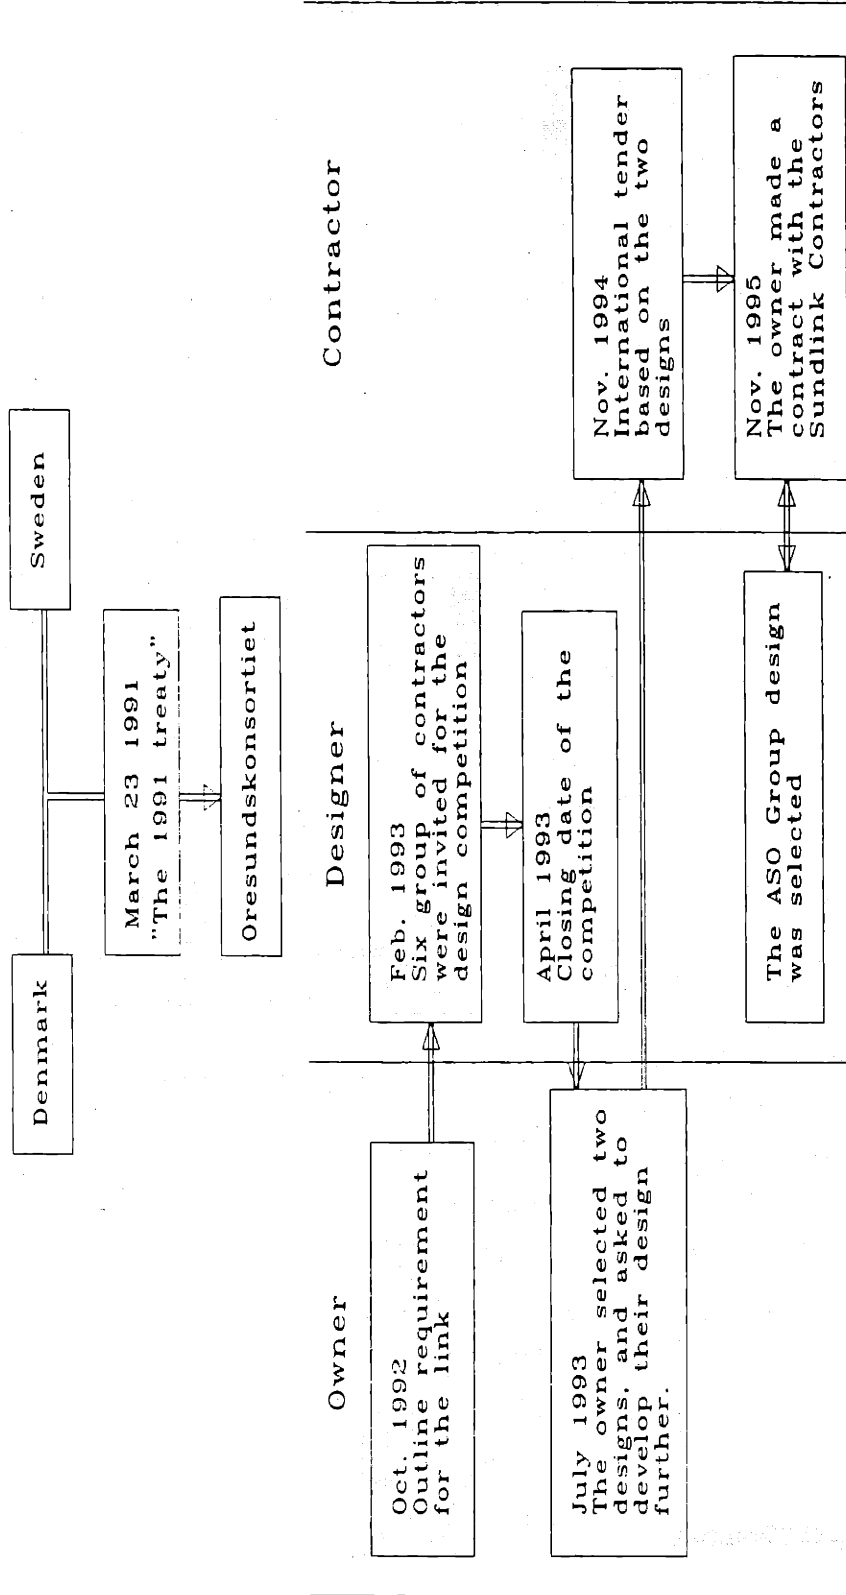 Denmark
Sweden
March 23 1991
"The 1991 treaty"
Oresundskonsortiet
Owner
Designer
Contractor
Oct. 1992
Outline requirement
for the link
Feb. 1993
Six group of contractors
were invited for the
design competition
April 1993
Closing date of the
competition
July 1993
The owner selected two
designs, and asked to
develop their design
further.
Nov. 1994
International tender
based on the two
designs
The ASO Group design
was selected
Nov. 1995
The owner made a
contract with the
Sundlink Contractors